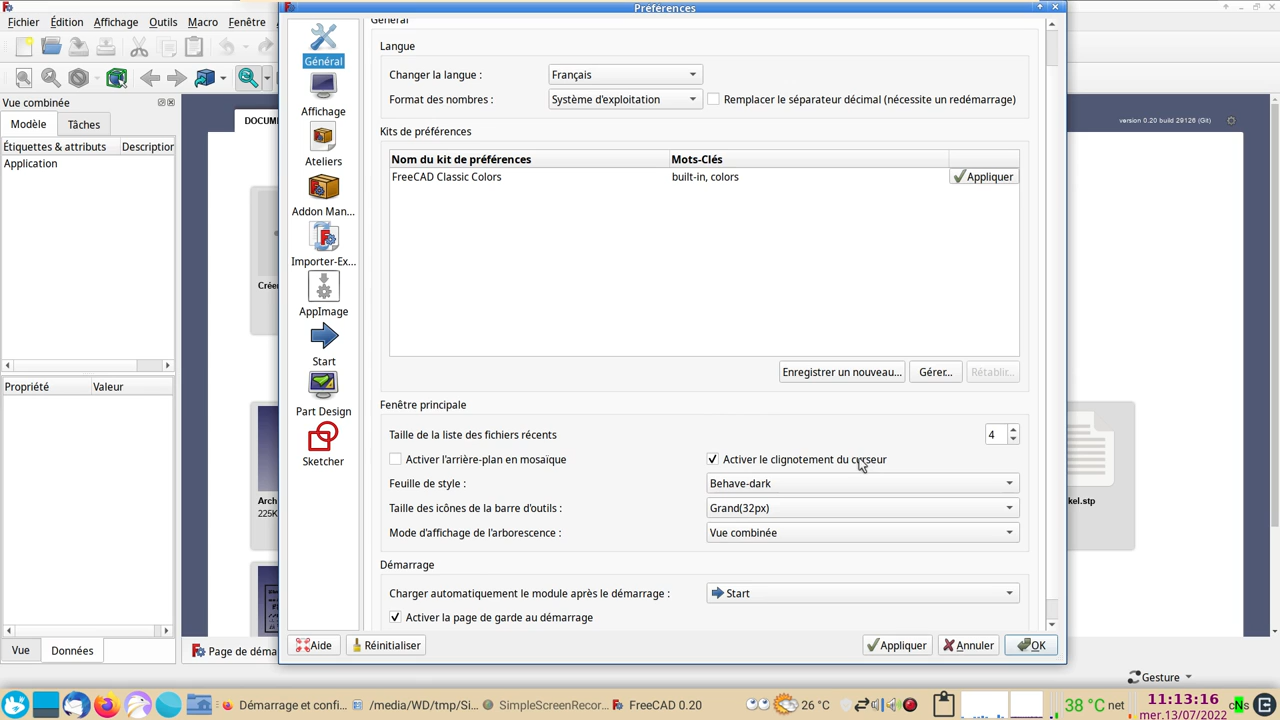 Préférences
Fichier Édition Affichage Outils Macro Fenêtre
Vue combinée
Modèle Tâches
Étiquettes & attributs Description
Application
Propriété Valeur
Vue Données
DOCUM
version 0.20 build 29126 (Git)
Créer
Arch
225K
kel.stp
Page de déma
Général
Affichage
Ateliers
Addon Man...
Importer-Ex...
AppImage
Start
Part Design
Sketcher
Général
Langue
Changer la langue : Français
Format des nombres : Système d'exploitation Remplacer le séparateur décimal (nécessite un redémarrage)
Kits de préférences
Nom du kit de préférences Mots-Clés
FreeCAD Classic Colors built-in, colors Appliquer
Enregistrer un nouveau... Gérer... Rétablir...
Fenêtre principale
Taille de la liste des fichiers récents 4
Activer l'arrière-plan en mosaïque Activer le clignotement du curseur
Feuille de style : Behave-dark
Taille des icônes de la barre d'outils : Grand(32px)
Mode d'affichage de l'arborescence : Vue combinée
Démarrage
Charger automatiquement le module après le démarrage : Start
Activer la page de garde au démarrage
Aide Réinitialiser Appliquer Annuler OK
Gesture
Démarrage et confi... /media/WD/tmp/Si... SimpleScreenRecor... FreeCAD 0.20 26 °C 38 °C net 11:13:16 cNs
mer.13/07/2022